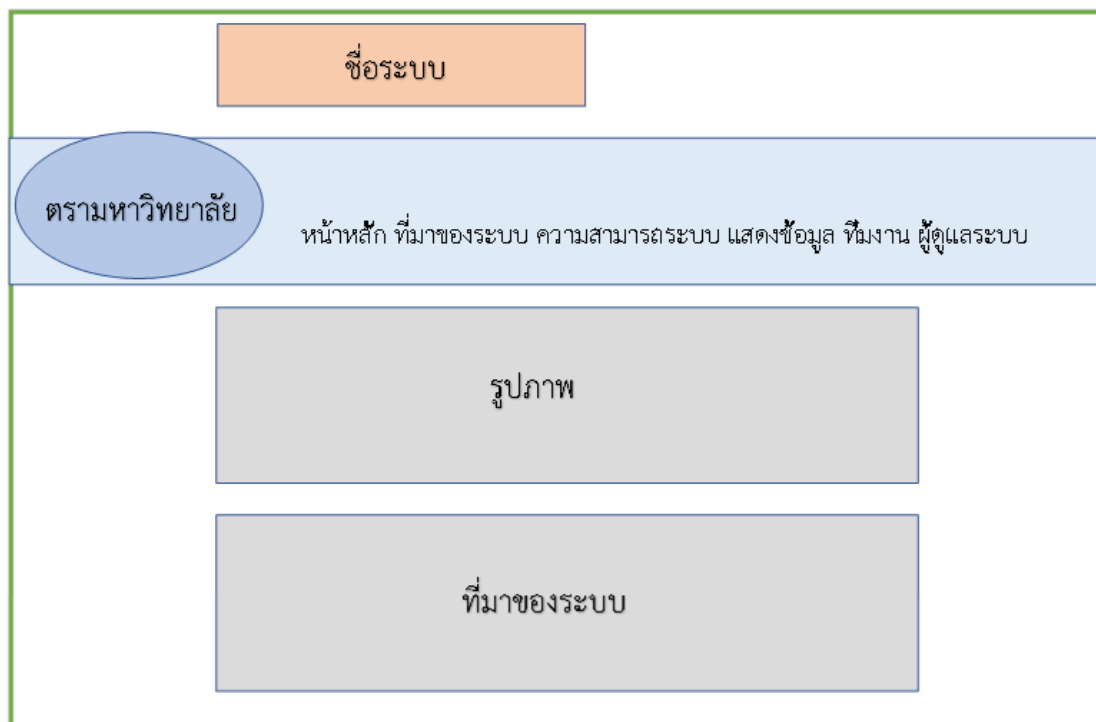 ชื่อระบบ
ตรามหาวิทยาลัย
หน้าหลัก ที่มาของระบบ ความสามารถระบบ แสดงข้อมูล ทีมงาน ผู้ดูแลระบบ
รูปภาพ
ที่มาของระบบ